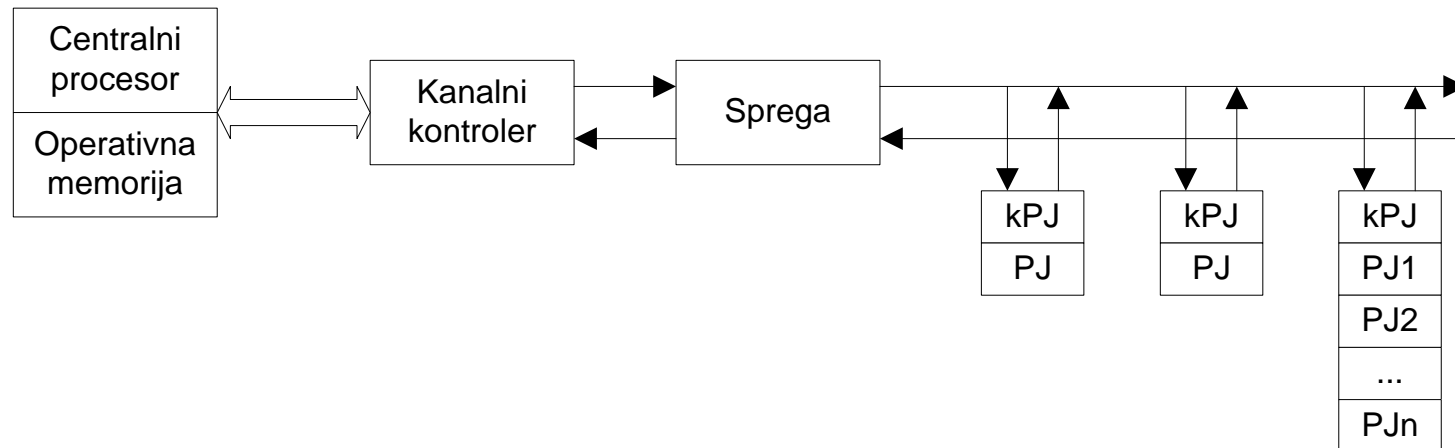 Centralni
procesor
Operativna
memorija
Kanalni
kontroler
Sprega
kPJ
PJ
kPJ
PJ
kPJ
PJ1
PJ2
...
PJn